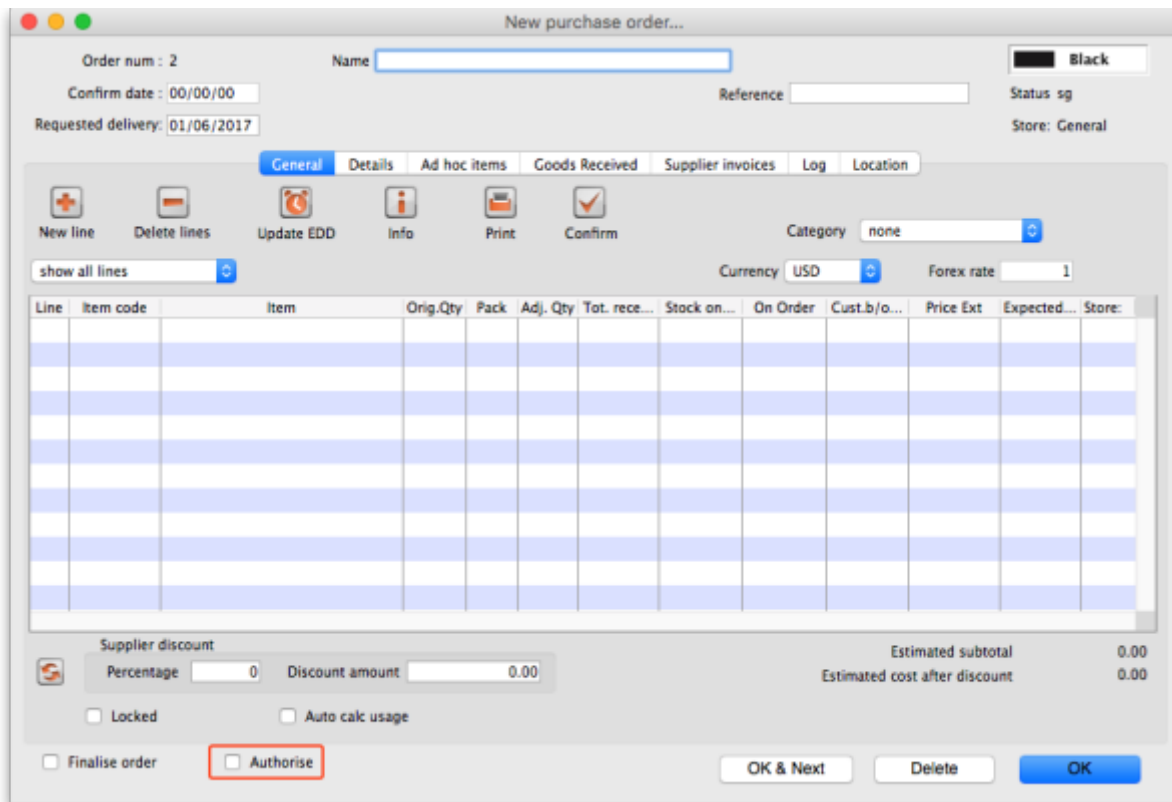 New purchase order...
Order num : 2 Name Black
Confirm date : 00/00/00 Reference Status sg
Requested delivery: 01/06/2017 Store: General
General Details Ad hoc items Goods Received Supplier invoices Log Location
New line Delete lines Update EDD Info Print Confirm Category none
show all lines Currency USD Forex rate 1
Line Item code Item Orig.Qty Pack Adj. Qty Tot. rece... Stock on... On Order Cust.b/o... Price Ext Expected... Store:
Supplier discount Estimated subtotal 0.00
Percentage 0 Discount amount 0.00 Estimated cost after discount 0.00
Locked Auto calc usage
Finalise order Authorise OK & Next Delete OK